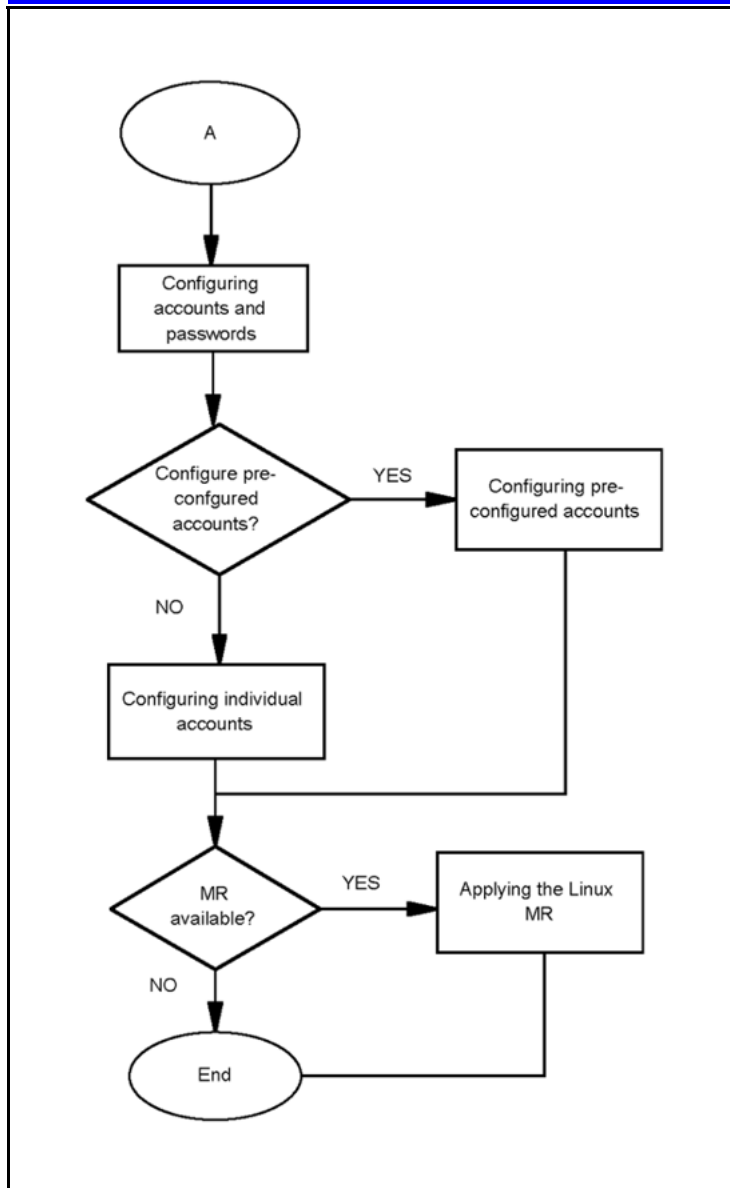 A
Configuring
accounts and
passwords
Configure pre-
confgured
accounts?
YES
Configuring pre-
configured accounts
NO
Configuring individual
accounts
MR
available?
YES
Applying the Linux
MR
NO
End